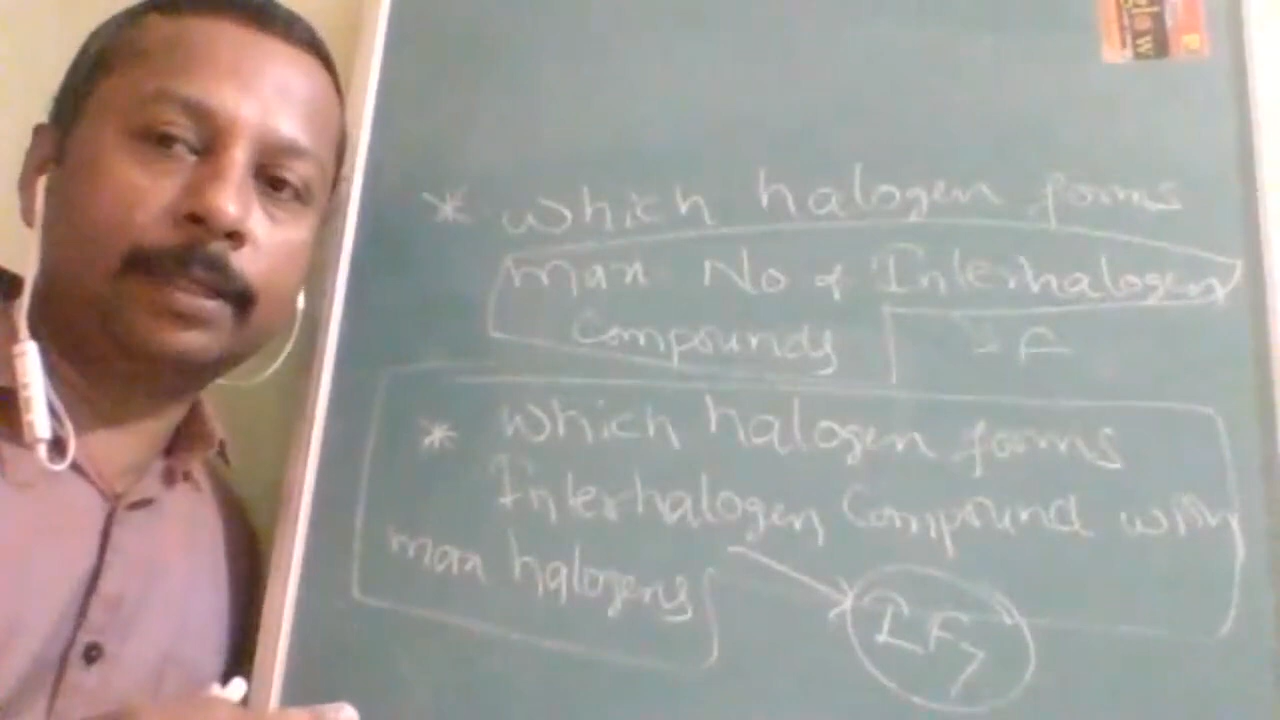 * Which halogen forms
max No of Interhalogen
Compounds
* Which halogen forms
Interhalogen Compound with
max halogens
IF7